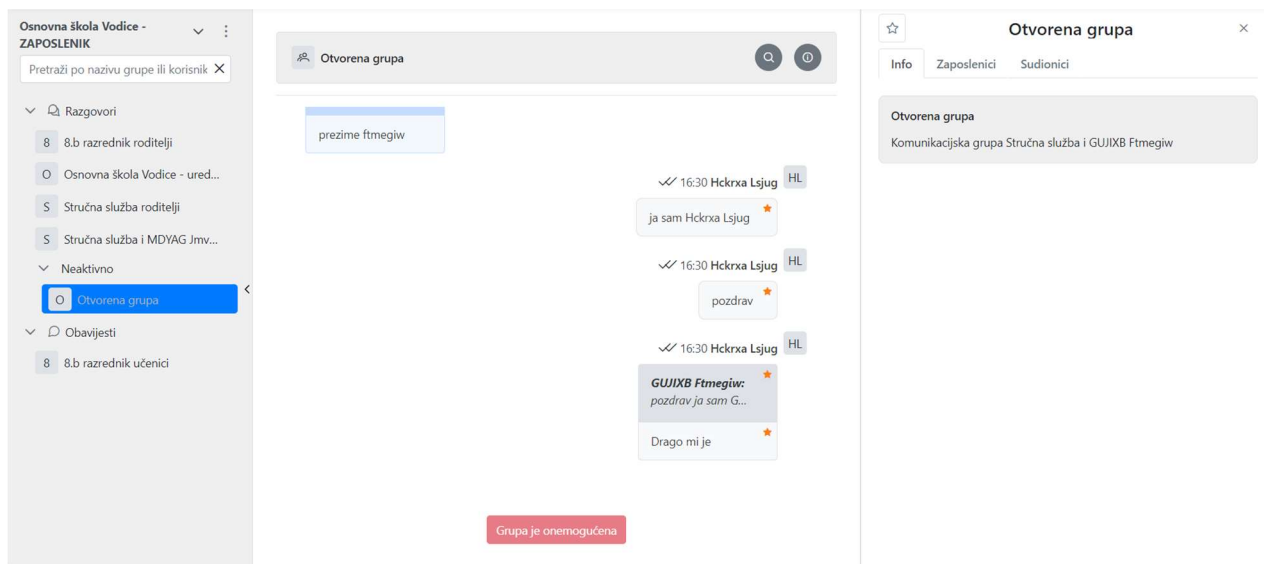 Osnovna škola Vodice -
ZAPOSLENIK
Pretraži po nazivu grupe ili korisnik
Razgovori
8 8.b razrednik roditelji
O Osnovna škola Vodice - ured...
S Stručna služba roditelji
S Stručna služba i MDYAG Jmv...
Neaktivno
O Otvorena grupa
Obavijesti
8 8.b razrednik učenici
Otvorena grupa
prezime ftmegiw
16:30 Hckrxa Lsjug HL
ja sam Hckrxa Lsjug
16:30 Hckrxa Lsjug HL
pozdrav
16:30 Hckrxa Lsjug HL
GUJIXB Ftmegiw:
pozdrav ja sam G...
Drago mi je
Grupa je onemogućena
Otvorena grupa
Info Zaposlenici Sudionici
Otvorena grupa
Komunikacijska grupa Stručna služba i GUJIXB Ftmegiw